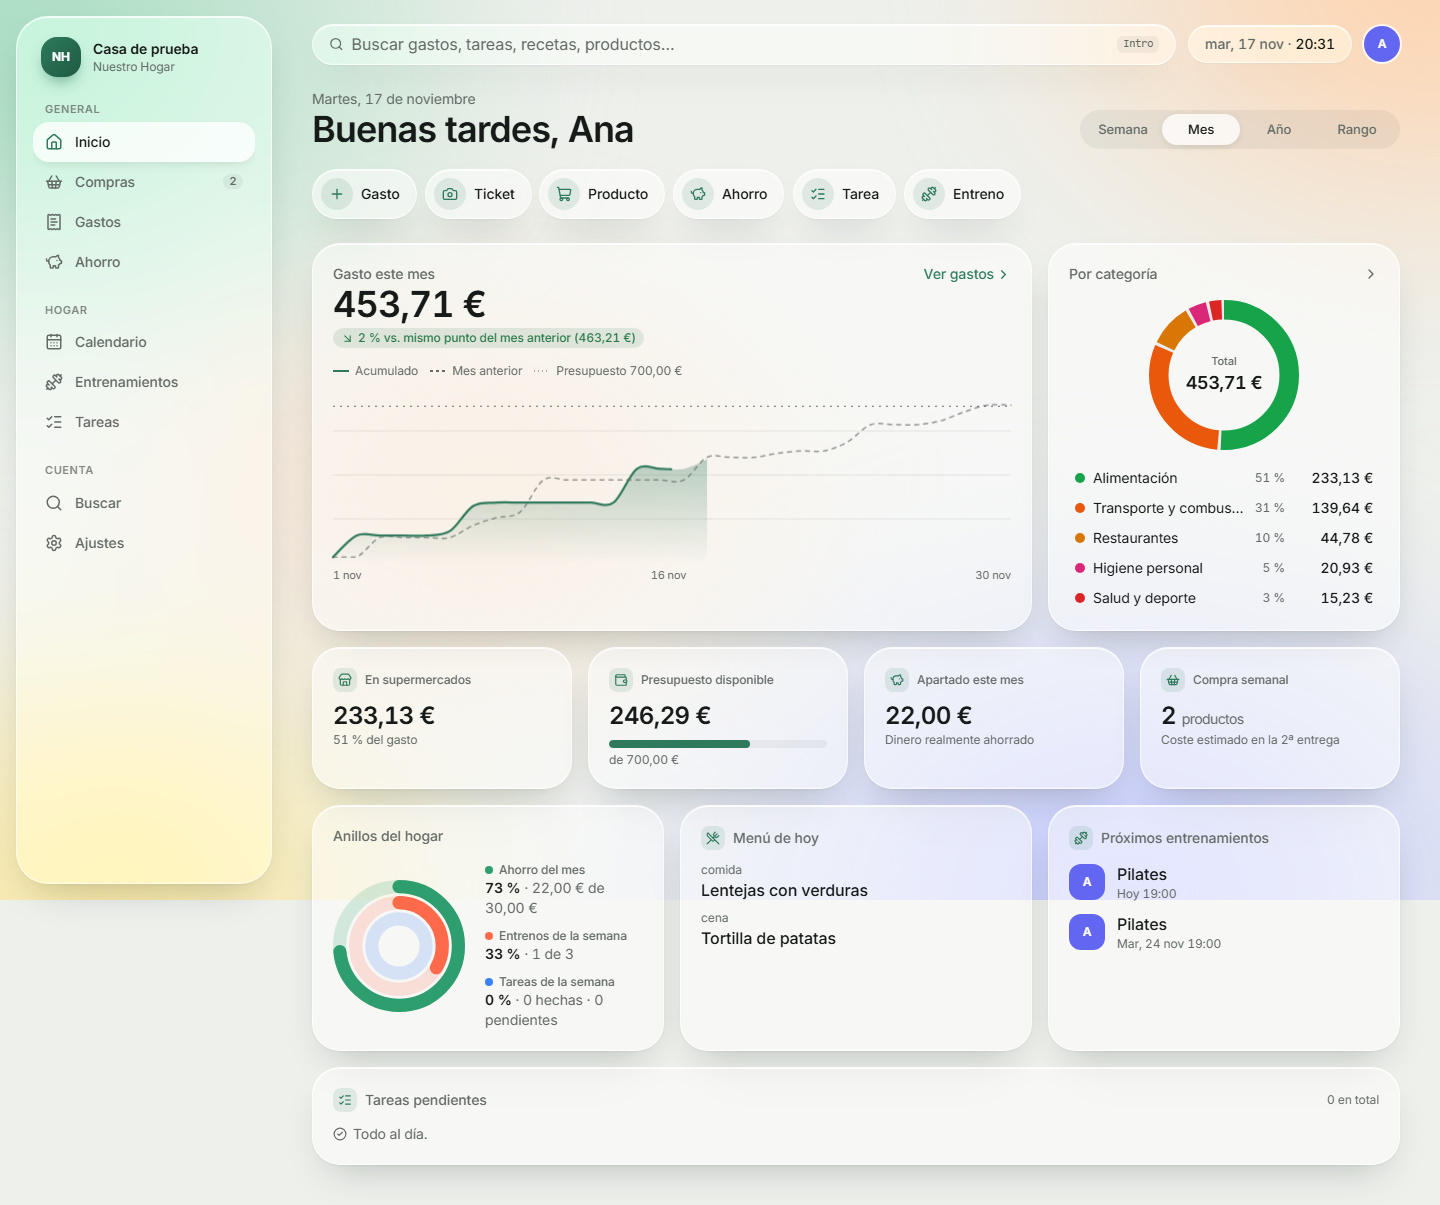 NH
Casa de prueba
Nuestro Hogar
GENERAL
Inicio
Compras 2
Gastos
Ahorro
HOGAR
Calendario
Entrenamientos
Tareas
CUENTA
Buscar
Ajustes
Buscar gastos, tareas, recetas, productos... Intro
mar, 17 nov · 20:31
A
Martes, 17 de noviembre
Buenas tardes, Ana
Semana Mes Año Rango
Gasto Ticket Producto Ahorro Tarea Entreno
Gasto este mes Ver gastos
453,71 €
2 % vs. mismo punto del mes anterior (463,21 €)
Acumulado Mes anterior Presupuesto 700,00 €
1 nov 16 nov 30 nov
Por categoría
Total
453,71 €
Alimentación 51 % 233,13 €
Transporte y combus... 31 % 139,64 €
Restaurantes 10 % 44,78 €
Higiene personal 5 % 20,93 €
Salud y deporte 3 % 15,23 €
En supermercados
233,13 €
51 % del gasto
Presupuesto disponible
246,29 €
de 700,00 €
Apartado este mes
22,00 €
Dinero realmente ahorrado
Compra semanal
2 productos
Coste estimado en la 2ª entrega
Anillos del hogar
Ahorro del mes
73 % · 22,00 € de
30,00 €
Entrenos de la semana
33 % · 1 de 3
Tareas de la semana
0 % · 0 hechas · 0
pendientes
Menú de hoy
comida
Lentejas con verduras
cena
Tortilla de patatas
Próximos entrenamientos
A
Pilates
Hoy 19:00
A
Pilates
Mar, 24 nov 19:00
Tareas pendientes 0 en total
Todo al día.